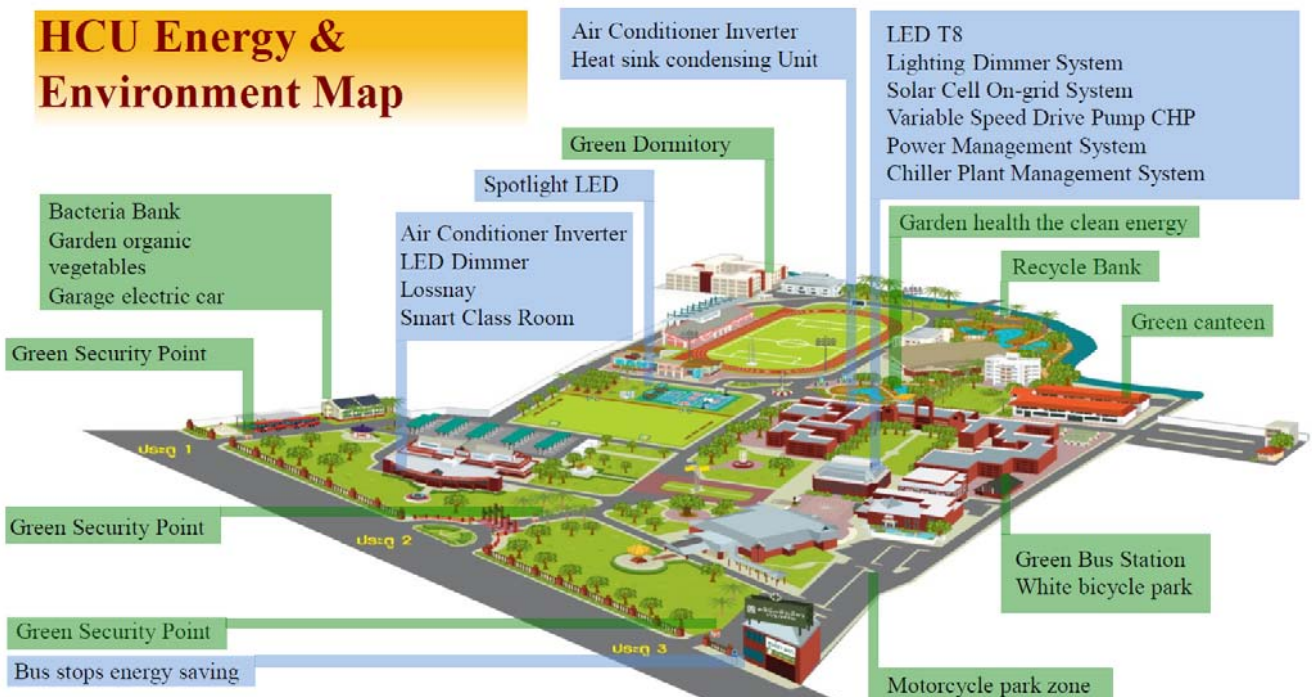 HCU Energy &
Environment Map
Air Conditioner Inverter
Heat sink condensing Unit
LED T8
Lighting Dimmer System
Solar Cell On-grid System
Variable Speed Drive Pump CHP
Power Management System
Chiller Plant Management System
Green Dormitory
Spotlight LED
Bacteria Bank
Garden organic
vegetables
Garage electric car
Air Conditioner Inverter
LED Dimmer
Lossnay
Smart Class Room
Garden health the clean energy
Recycle Bank
Green canteen
Green Security Point
ประตู 1
Green Security Point
ประตู 2
Green Bus Station
White bicycle park
Green Security Point
ประตู 3
Bus stops energy saving
Motorcycle park zone